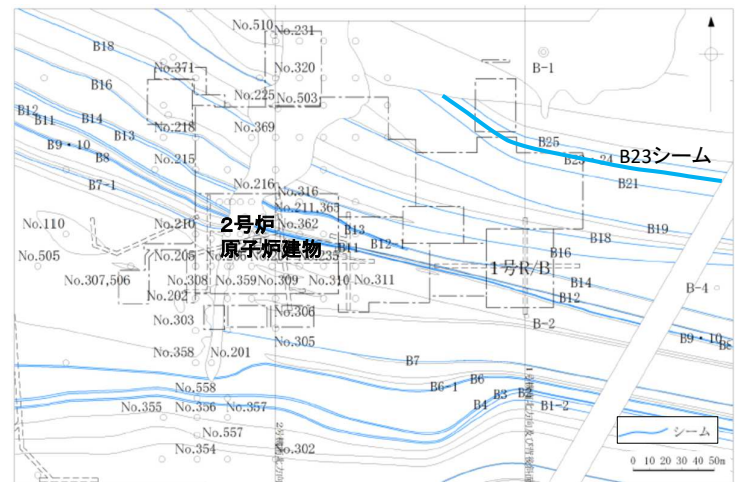 No.510
No.231
B18
No.371
No.320
B-1
B16
No.225
No.503
B12
B14
No.218
No.369
B11
B13
B25
B9・10
No.215
B23・24
B23シーム
B8
B7-1
No.216
No.316
B21
No.211,363
No.110
No.210
2号炉
No.362
B13
B19
原子炉建物
B12-1
B18
No.505
No.205
235
B11
B16
1号R/B
No.307,506
No.308
No.359
No.309
No.310
No.311
B14
B-4
No.202
B12
No.303
No.306
B-2
No.305
B9・10
B8
No.358
No.201
B7
B6
B6-1
No.558
B3
B4
B1-2
No.355
No.356
No.357
シーム
No.557
No.354
No.302
0 10 20 30 40 50m